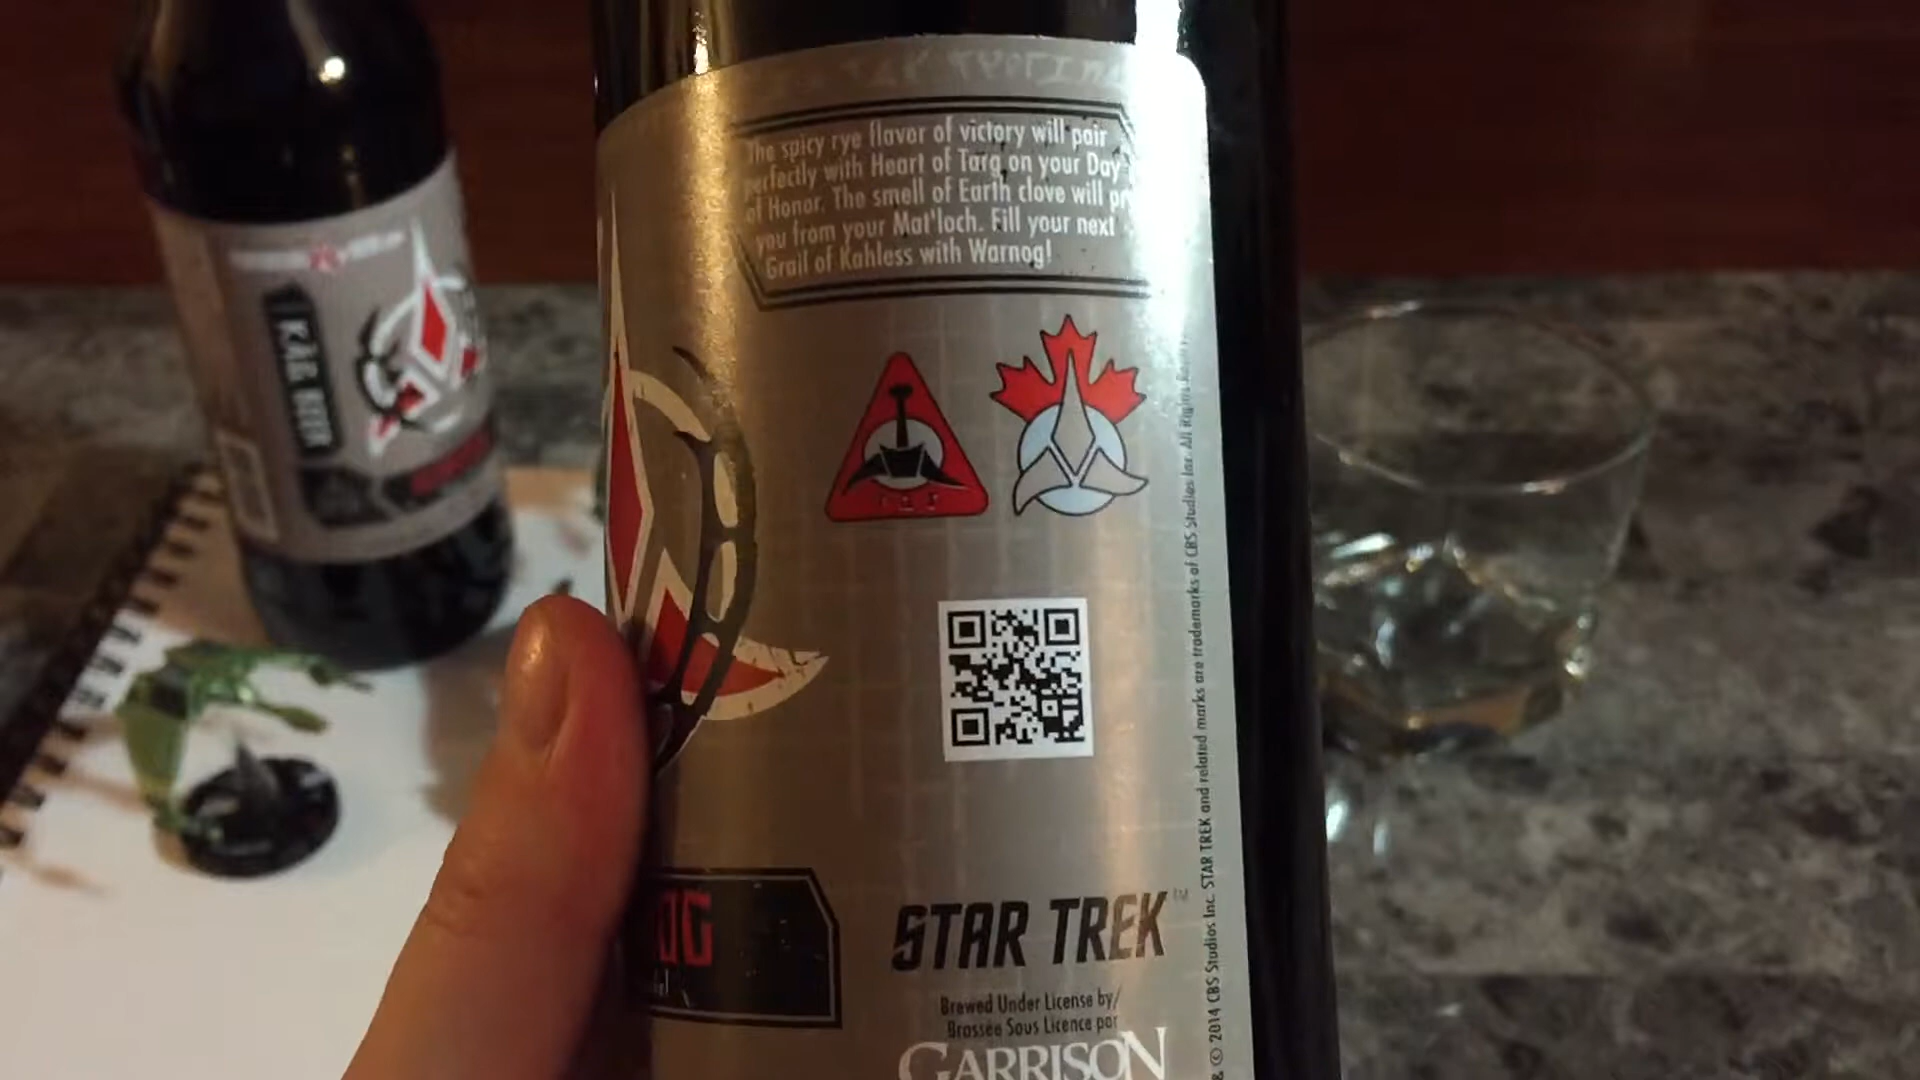 The spicy rye flavor of victory will pair
perfectly with Heart of Targ on your Day
of Honor. The smell of Earth clove will
you from your Mat'loch. Fill your next
Grail of Kahless with Warnog!
STAR TREK™
Brewed Under License by/
Brassée Sous Licence par
GARRISON
& © 2014 CBS Studios Inc. STAR TREK and related marks are trademarks of CBS Studios Inc. All Rights